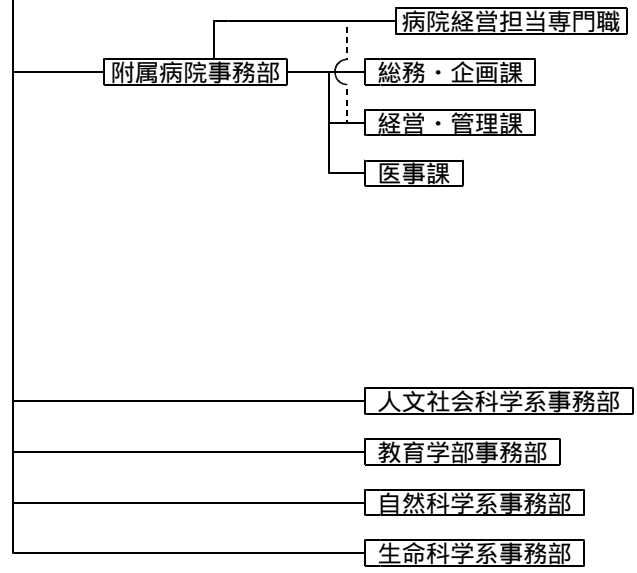 病院経営担当専門職
附属病院事務部
総務・企画課
経営・管理課
医事課
人文社会科学系事務部
教育学部事務部
自然科学系事務部
生命科学系事務部